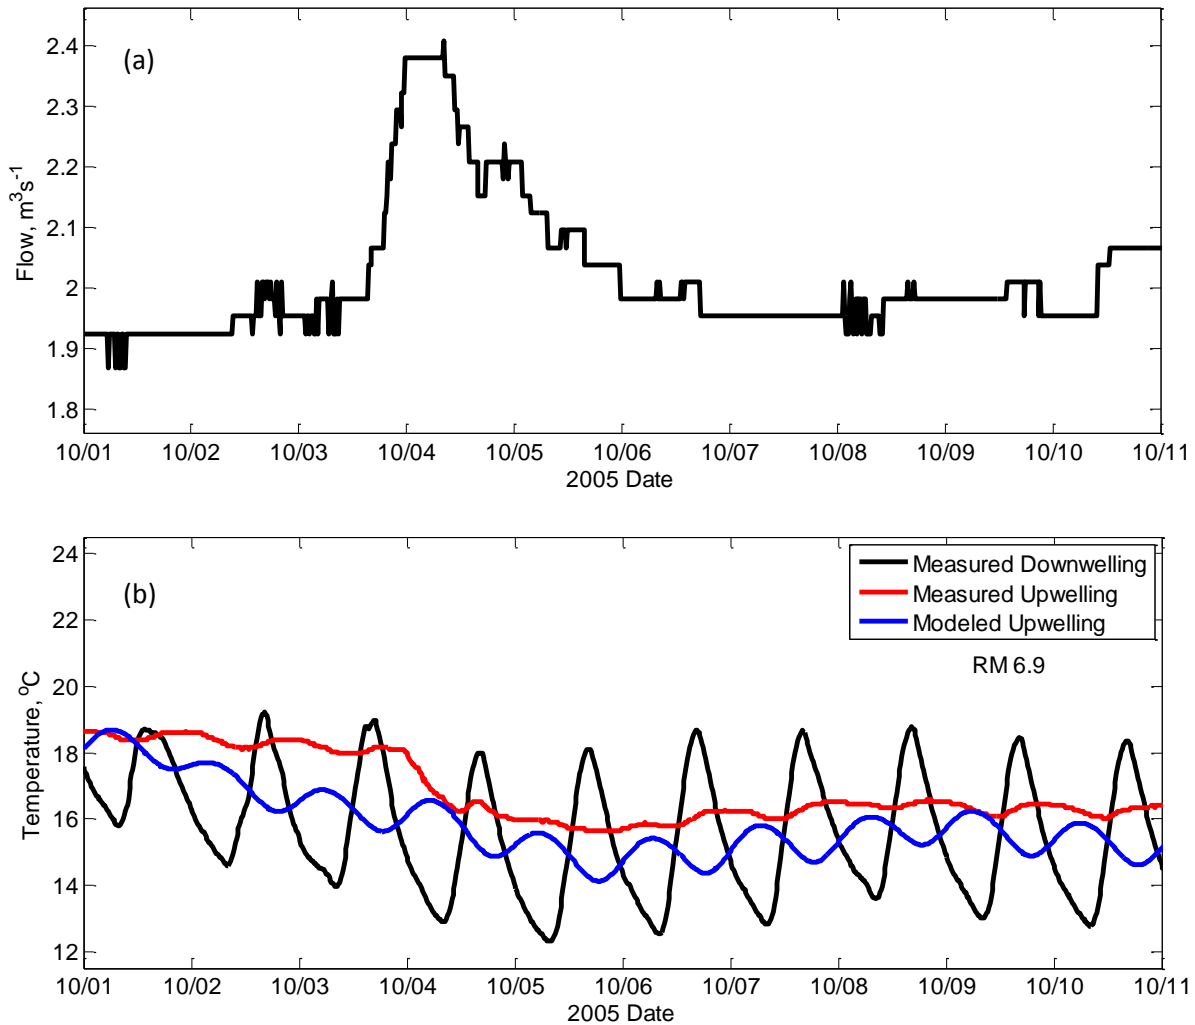 (a)
Flow, m³s⁻¹
2.4
2.3
2.2
2.1
2
1.9
1.8
10/01 10/02 10/03 10/04 10/05 10/06 10/07 10/08 10/09 10/10 10/11
2005 Date
(b)
Measured Downwelling
Measured Upwelling
Modeled Upwelling
RM 6.9
Temperature, ᵒC
24
22
20
18
16
14
12
10/01 10/02 10/03 10/04 10/05 10/06 10/07 10/08 10/09 10/10 10/11
2005 Date